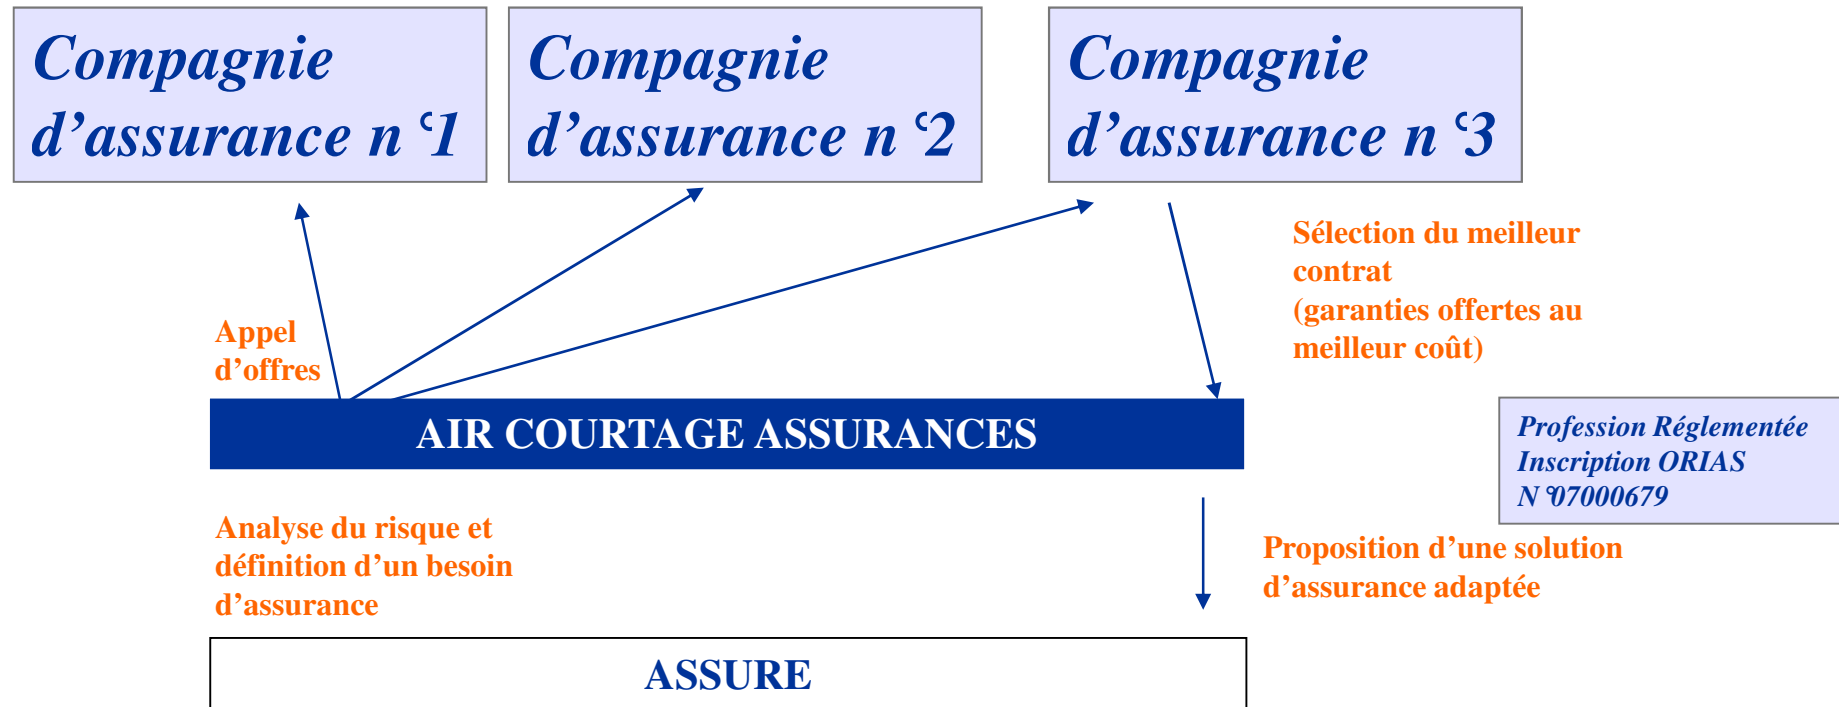 Compagnie
d’assurance n°1
Compagnie
d’assurance n°2
Compagnie
d’assurance n°3
Sélection du meilleur
contrat
(garanties offertes au
meilleur coût)
Appel
d’offres
AIR COURTAGE ASSURANCES
Profession Réglementée
Inscription ORIAS
N°07000679
Analyse du risque et
définition d’un besoin
d’assurance
Proposition d’une solution
d’assurance adaptée
ASSURE